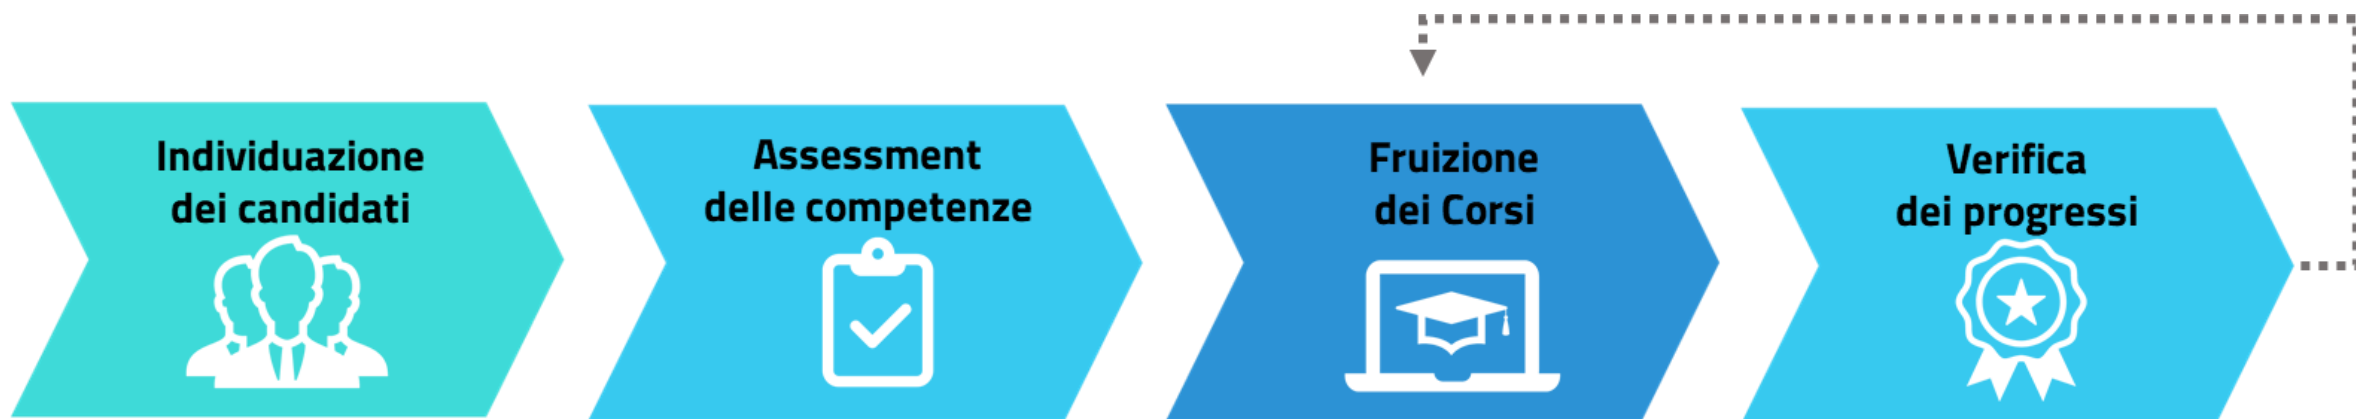 Individuazione
dei candidati
Assessment
delle competenze
Fruizione
dei Corsi
Verifica
dei progressi